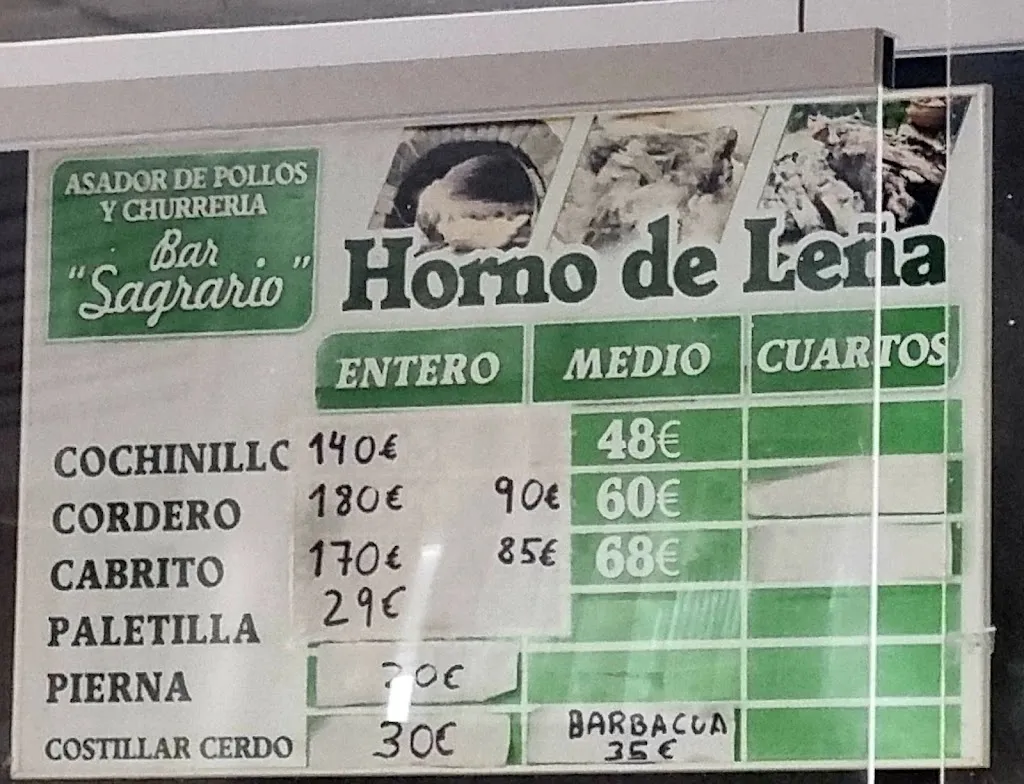 ASADOR DE POLLOS
Y CHURRERIA
Bar
"Sagrario"
Horno de Leña
ENTERO MEDIO CUARTOS
COCHINILLO 140€ 48€
CORDERO 180€ 90€ 60€
CABRITO 170€ 85€ 68€
PALETILLA 29€
PIERNA
COSTILLAR CERDO 30€ BARBACUA
35€